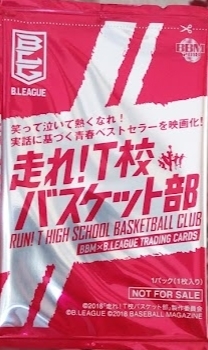 B.LEAGUE
BBM
笑って泣いて熱くなれ!
実話に基づく青春ベストセラーを映画化!
走れ!T校
バスケット部
RUN! T HIGH SCHOOL BASKETBALL CLUB
BBM×B.LEAGUE TRADING CARDS
1パック(1枚入り)
NOT FOR SALE
©2018「走れ!T校バスケット部」製作委員会
©B.LEAGUE ©2018 BASEBALL MAGAZINE